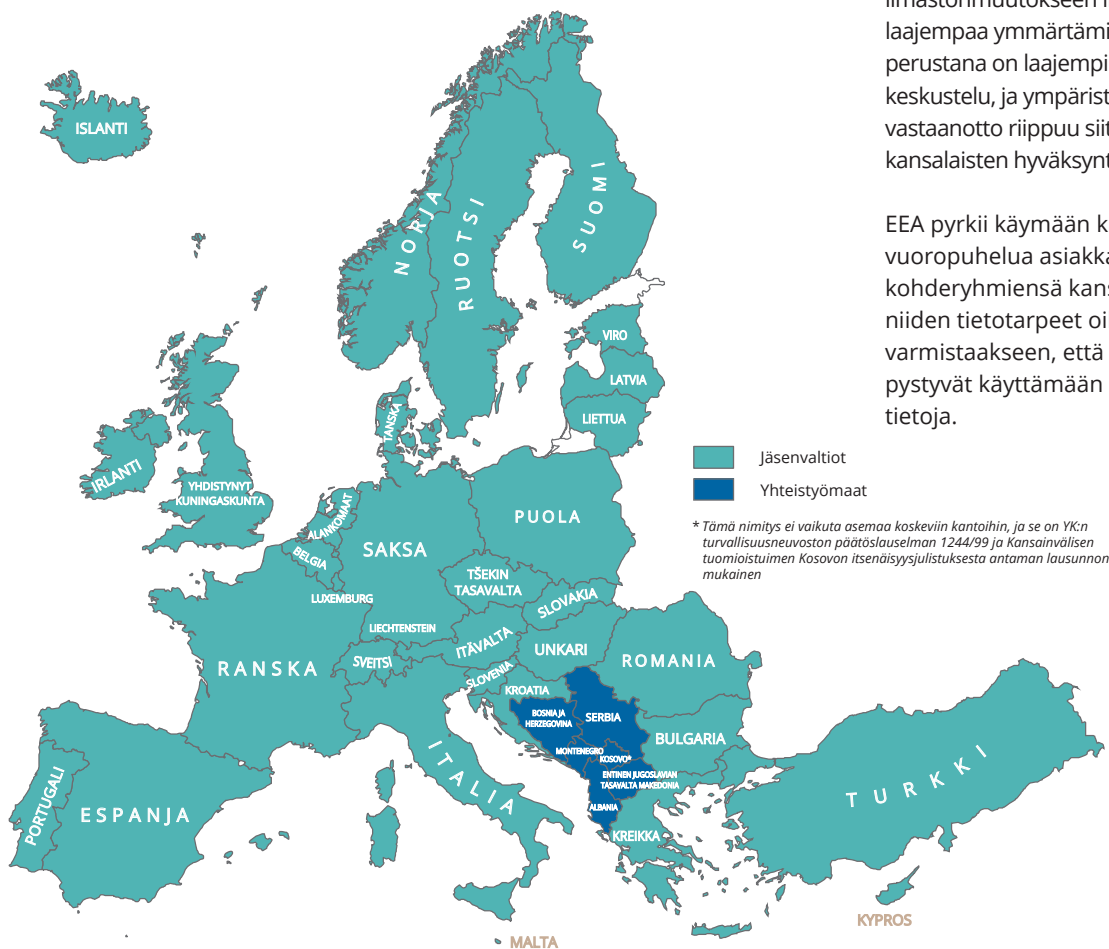 laajempaa ymmärtämi
perustana on laajempi
keskustelu, ja ympärist
vastaanotto riippuu siit
kansalaisten hyväksynt
EEA pyrkii käymään k
vuoropuhelua asiakka
kohderyhmiensä kans
niiden tietotarpeet oi
varmistaakseen, että
pystyvät käyttämään
tietoja.
ISLANTI
NORJA
RUOTSI
SUOMI
VIRO
LATVIA
LIETTUA
TANSKA
IRLANTI
YHDISTYNYT
KUNINGASKUNTA
ALANKOMAAT
BELGIA
SAKSA
PUOLA
LUXEMBURG
TŠEKIN
TASAVALTA
SLOVAKIA
LIECHTENSTEIN
ITÄVALTA
UNKARI
ROMANIA
RANSKA
SVEITSI
SLOVENIA
KROATIA
BOSNIA JA
HERZEGOVINA
SERBIA
BULGARIA
MONTENEGRO
KOSOVO*
ENTINEN JUGOSLAVIAN
TASAVALTA MAKEDONIA
ALBANIA
ITALIA
PORTUGALI
ESPANJA
KREIKKA
TURKKI
KYPROS
MALTA
Jäsenvaltiot
Yhteistyömaat
* Tämä nimitys ei vaikuta asemaa koskeviin kantoihin, ja se on YK:n
turvallisuusneuvoston päätöslauselman 1244/99 ja Kansainvälisen
tuomioistuimen Kosovon itsenäisyysjulistuksesta antaman lausunnon
mukainen